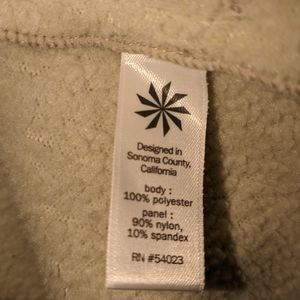 Designed in
Sonoma County,
California
body :
100% polyester
panel :
90% nylon,
10% spandex
RN #54023